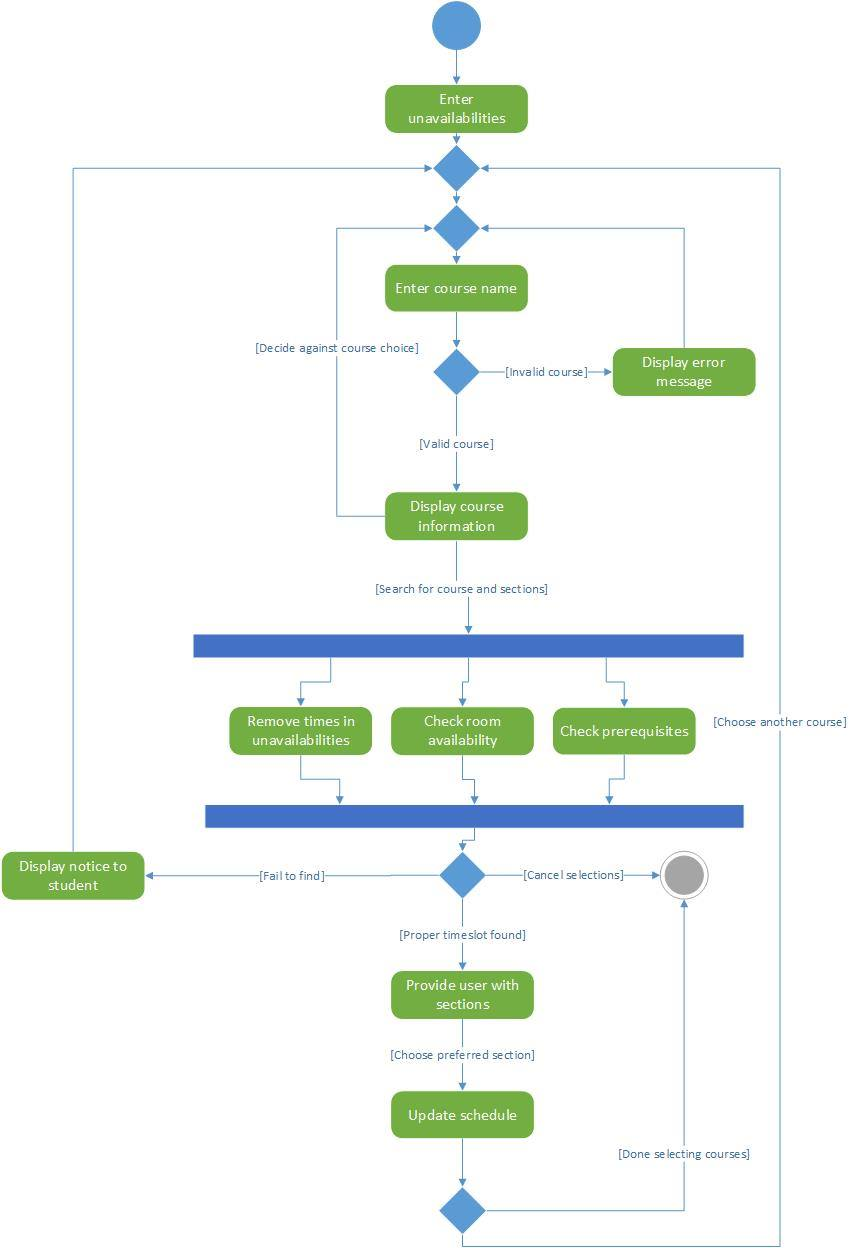 Enter
unavailabilities
Enter course name
[Decide against course choice]
[Invalid course]
Display error
message
[Valid course]
Display course
information
[Search for course and sections]
Remove times in
unavailabilities
Check room
availability
Check prerequisites
[Choose another course]
Display notice to
student
[Fail to find]
[Cancel selections]
[Proper timeslot found]
Provide user with
sections
[Choose preferred section]
Update schedule
[Done selecting courses]